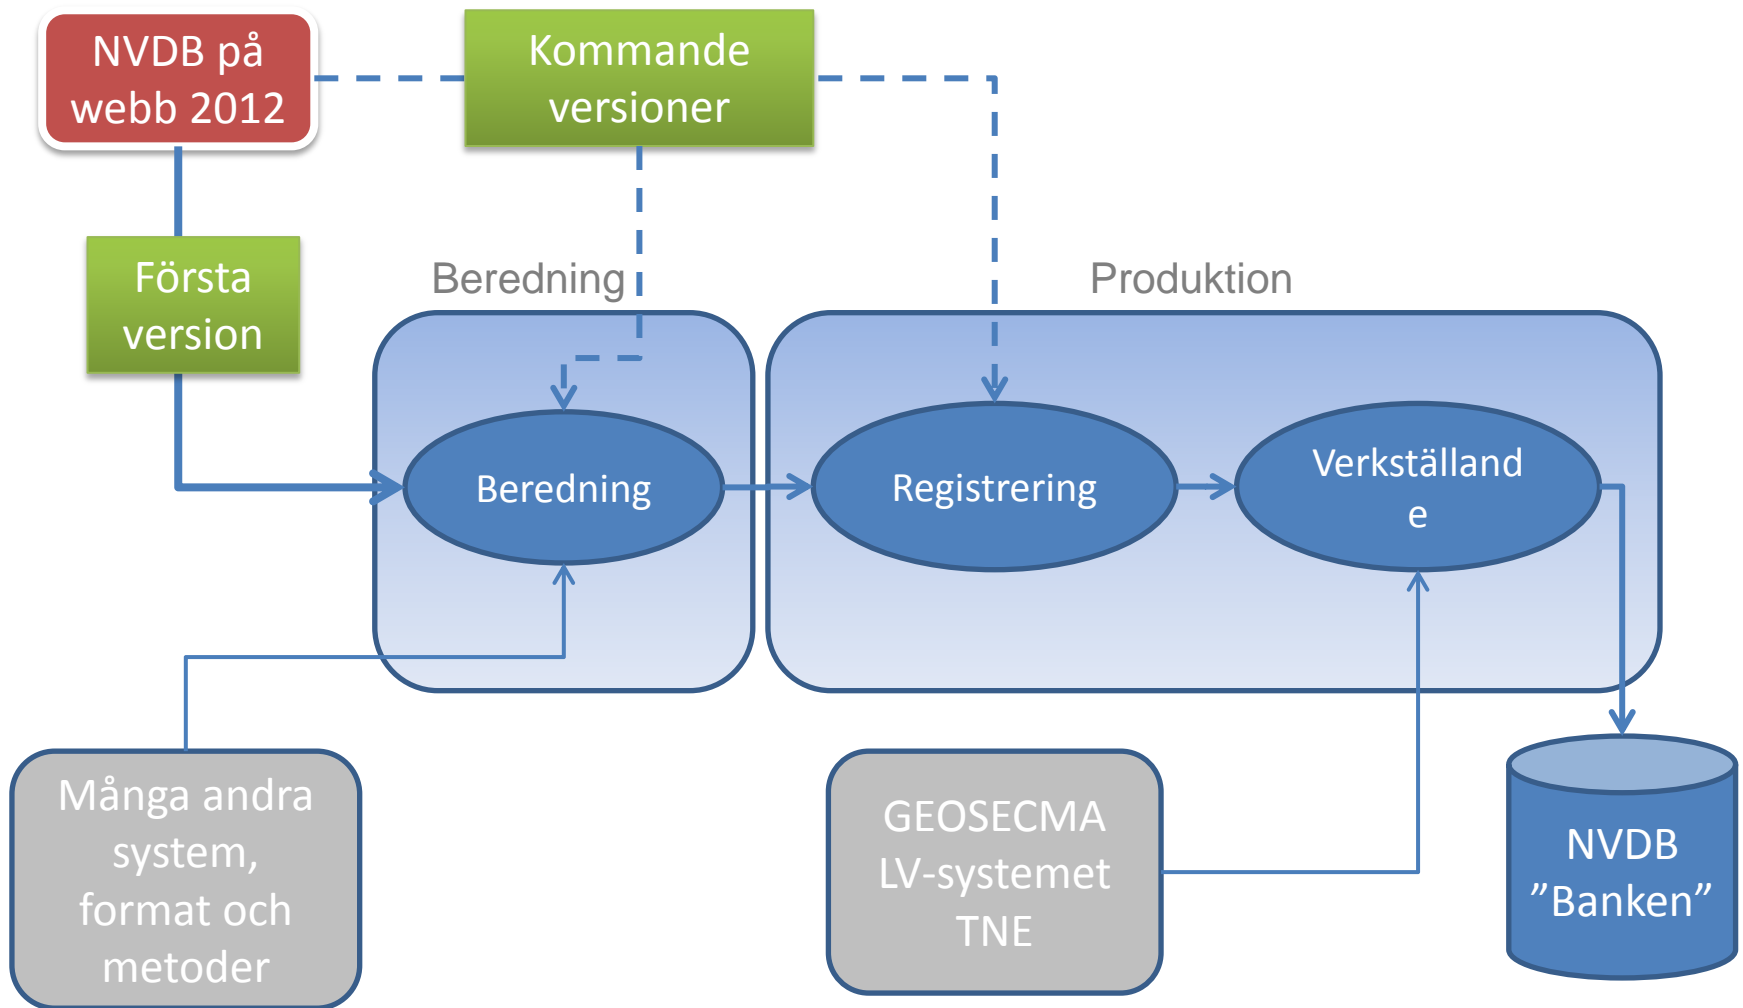 NVDB på
webb 2012
Kommande
versioner
Första
version
Beredning
Produktion
Beredning
Registrering
Verkställand
e
Många andra
system,
format och
metoder
GEOSECMA
LV-systemet
TNE
NVDB
”Banken”